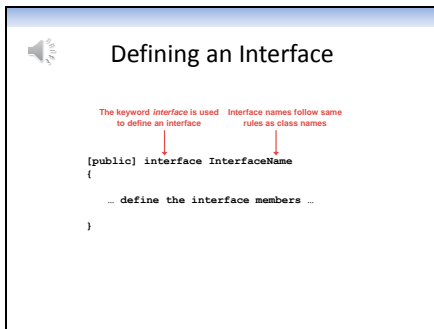 Defining an Interface
The keyword interface is used
to define an interface
Interface names follow same
rules as class names
[public] interface InterfaceName
{
… define the interface members …
}